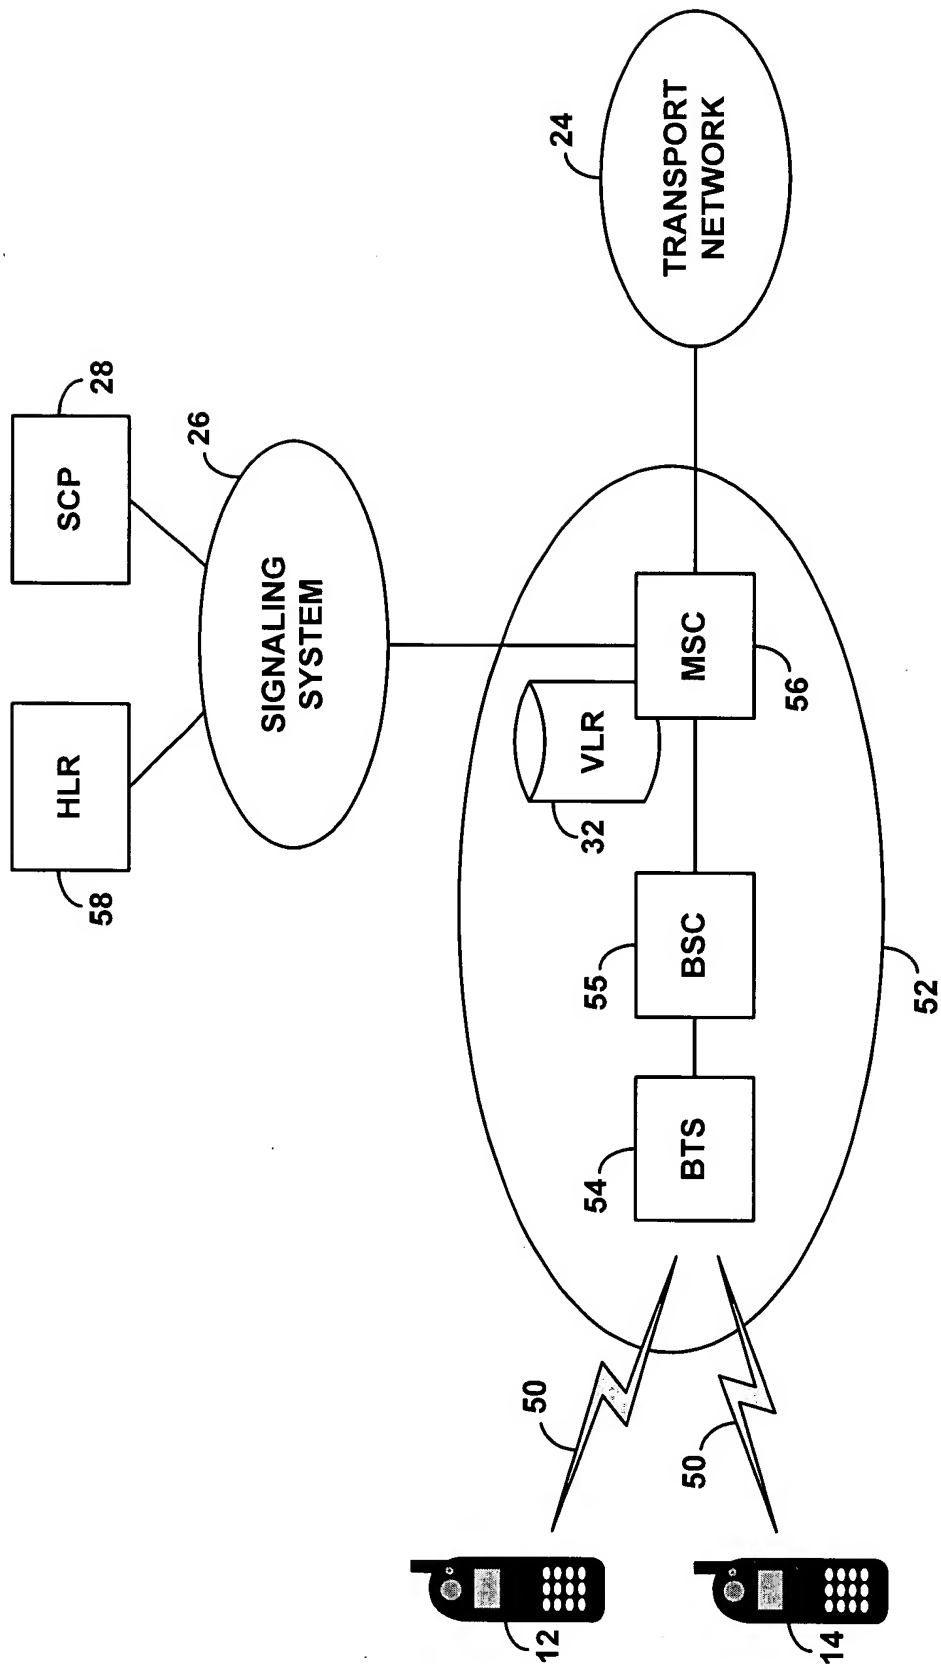 HLR
58
SCP
28
SIGNALING
SYSTEM
26
VLR
32
12
50
54
BTS
55
BSC
MSC
56
24
TRANSPORT
NETWORK
14
50
52